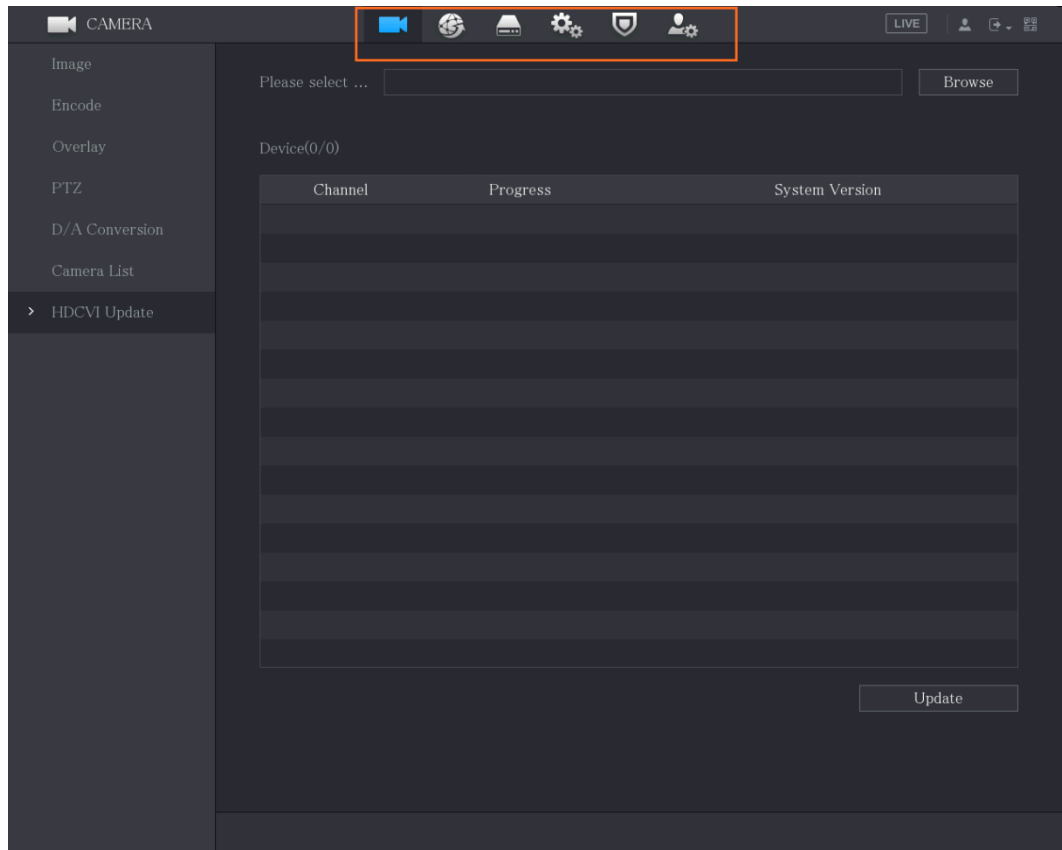 CAMERA
LIVE
Image
Encode
Overlay
PTZ
D/A Conversion
Camera List
HDCVI Update
Please select ...
Browse
Device(0/0)
Channel Progress System Version
Update